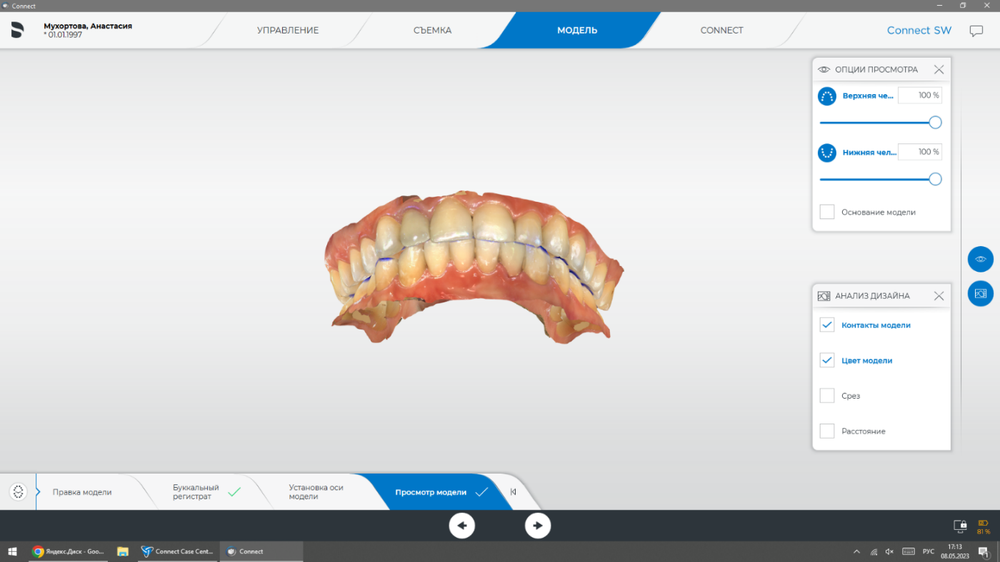 Connect
Мухортова, Анастасия
* 01.01.1997
УПРАВЛЕНИЕ
СЪЕМКА
МОДЕЛЬ
CONNECT
Connect SW
ОПЦИИ ПРОСМОТРА
Верхняя че...
100 %
Нижняя чел...
100 %
Основание модели
АНАЛИЗ ДИЗАЙНА
Контакты модели
Цвет модели
Срез
Расстояние
Правка модели
Буккальный
регистрат
Установка оси
модели
Просмотр модели
81 %
Яндекс.Диск - Goo...
Connect Case Cent...
Connect
РУС
17:13
08.05.2023
1